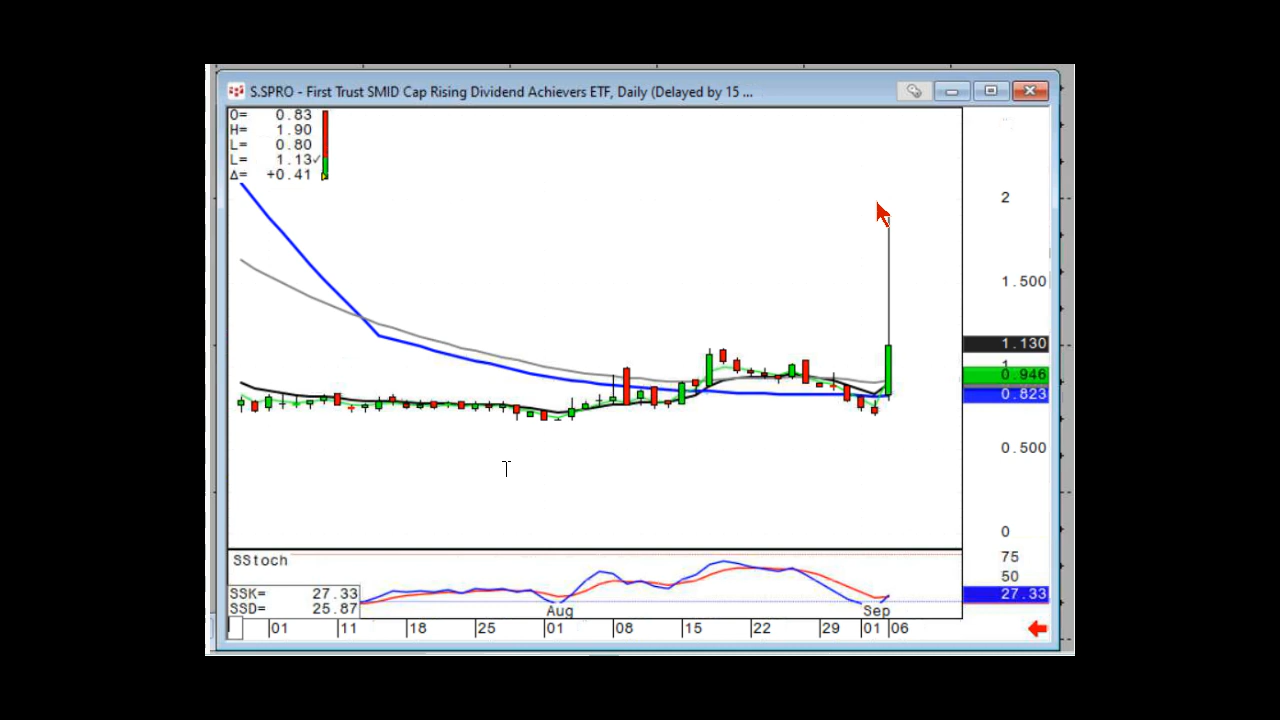 S.SPRO - First Trust SMID Cap Rising Dividend Achievers ETF, Daily (Delayed by 15 ...
O= 0.83
H= 1.90
L= 0.80
L= 1.13✓
Δ= +0.41
2
1.500
1.130
1
0.946
0.823
0.500
0
SStoch
75
50
27.33
SSK= 27.33
SSD= 25.87
Aug
Sep
01 11 18 25 01 08 15 22 29 01 06